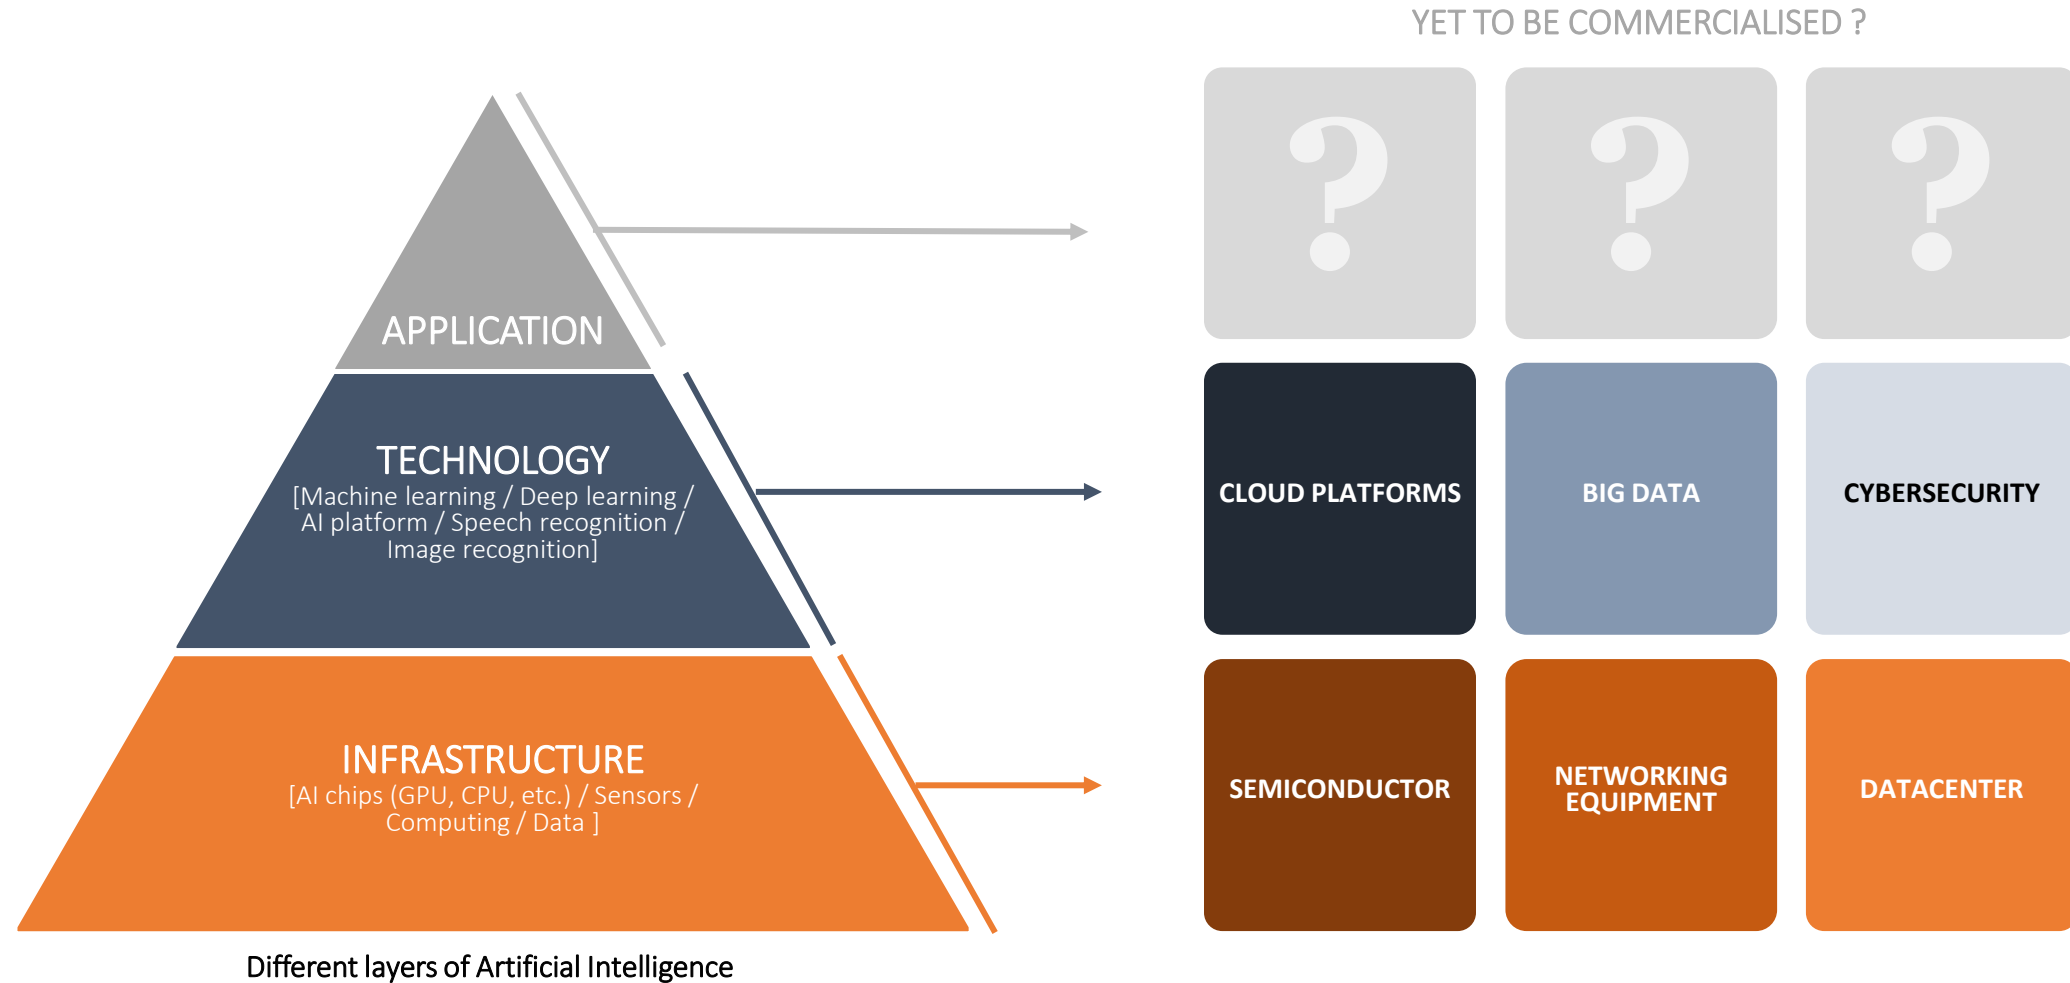 YET TO BE COMMERCIALISED ?
?
?
?
APPLICATION
TECHNOLOGY
[Machine learning / Deep learning /
AI platform / Speech recognition /
Image recognition]
CLOUD PLATFORMS
BIG DATA
CYBERSECURITY
INFRASTRUCTURE
[AI chips (GPU, CPU, etc.) / Sensors /
Computing / Data ]
SEMICONDUCTOR
NETWORKING
EQUIPMENT
DATACENTER
Different layers of Artificial Intelligence